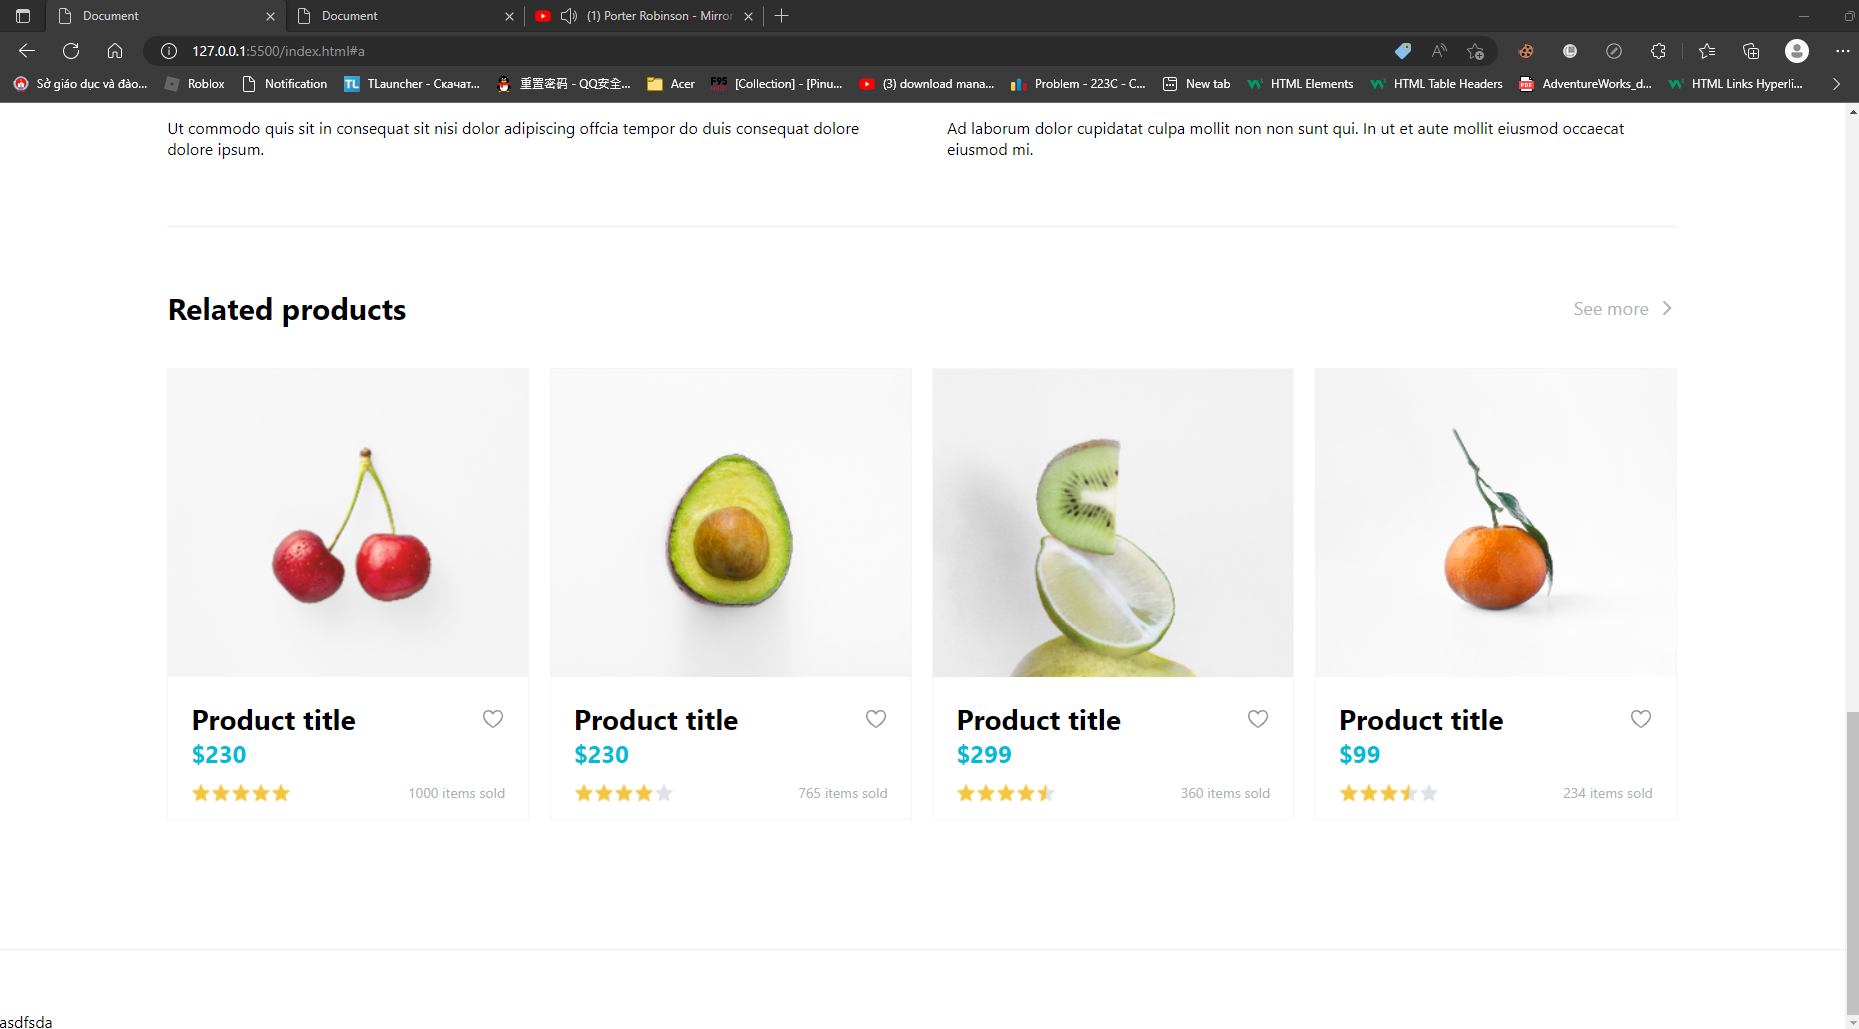 Document
Document
(1) Porter Robinson - Mirror
127.0.0.1:5500/index.html#a
Sở giáo dục và đào...
Roblox
Notification
TL
TLauncher - Скачат...
重置密码 - QQ安全...
Acer
F95
[Collection] - [Pinu...
(3) download mana...
Problem - 223C - C...
New tab
HTML Elements
HTML Table Headers
PDF
AdventureWorks_d...
HTML Links Hyperli...
Ut commodo quis sit in consequat sit nisi dolor adipiscing offcia tempor do duis consequat dolore
dolore ipsum.
Ad laborum dolor cupidatat culpa mollit non non sunt qui. In ut et aute mollit eiusmod occaecat
eiusmod mi.
Related products
See more
Product title
$230
1000 items sold
Product title
$230
765 items sold
Product title
$299
360 items sold
Product title
$99
234 items sold
asdfsda